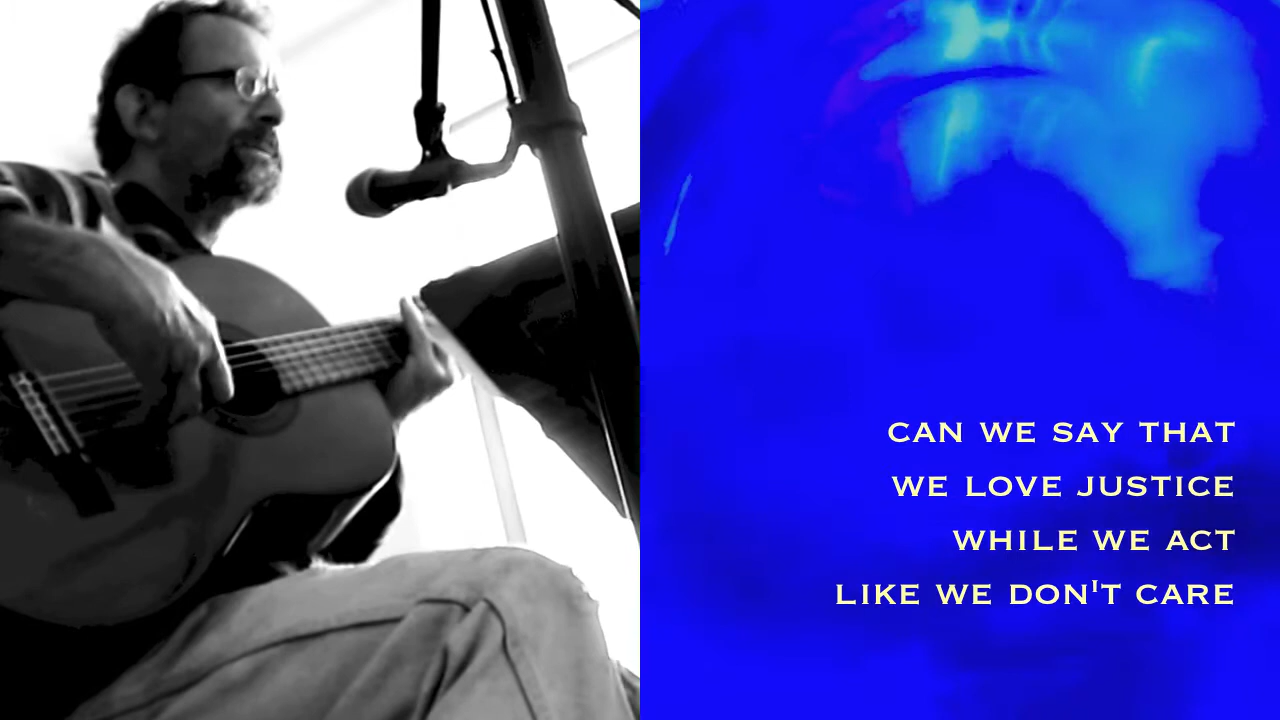 CAN WE SAY THAT
WE LOVE JUSTICE
WHILE WE ACT
LIKE WE DON'T CARE